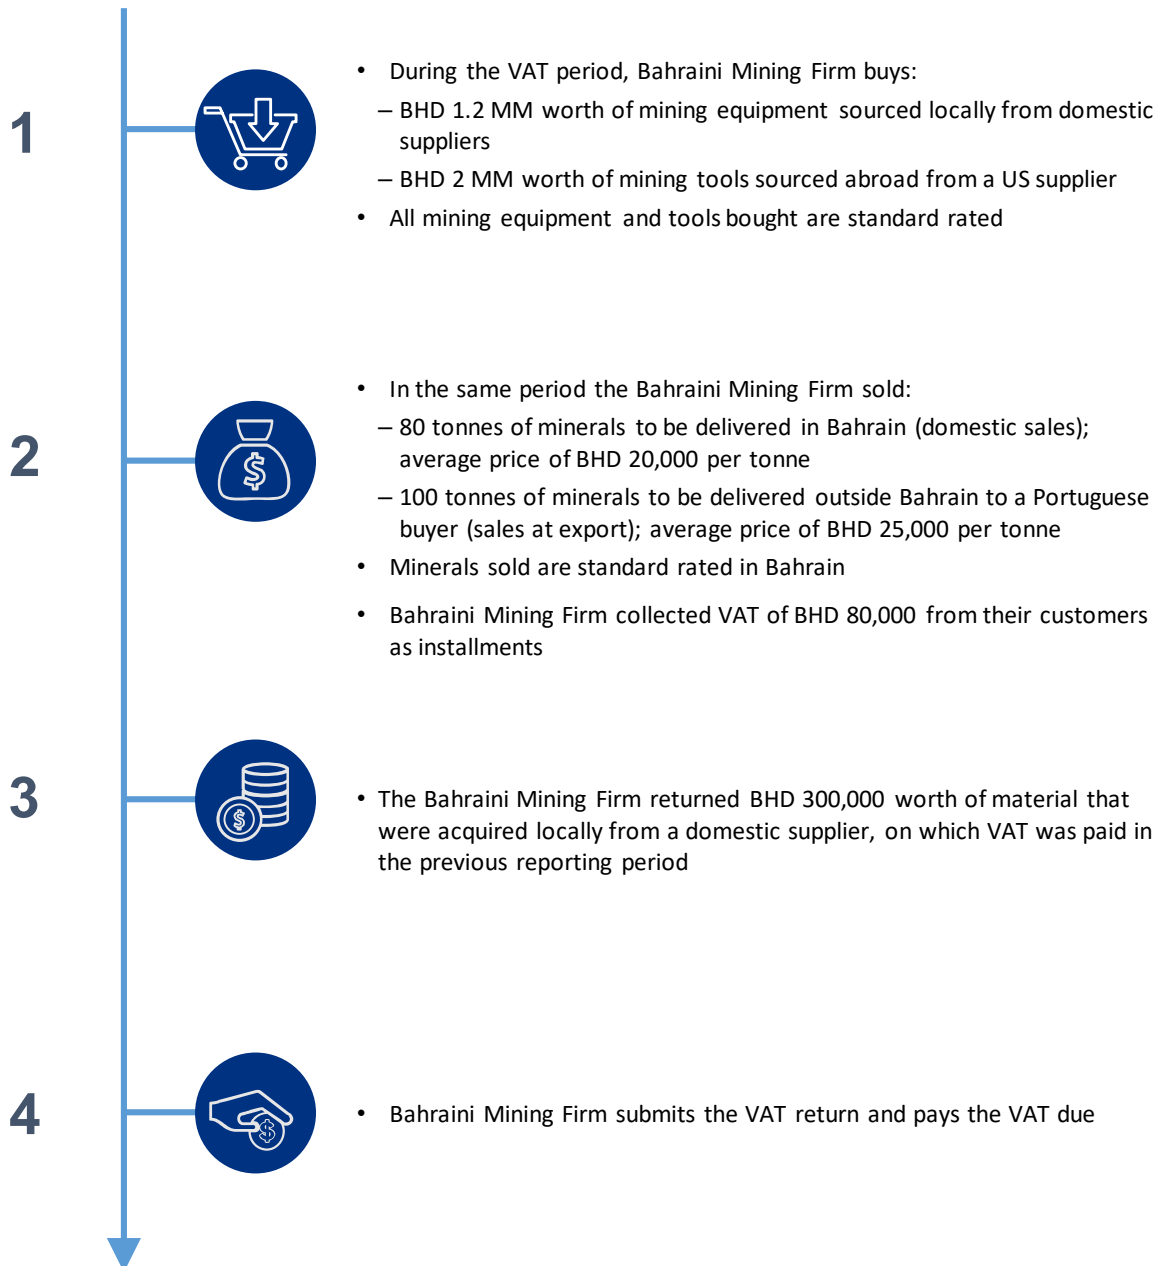 1
• During the VAT period, Bahraini Mining Firm buys:
– BHD 1.2 MM worth of mining equipment sourced locally from domestic
suppliers
– BHD 2 MM worth of mining tools sourced abroad from a US supplier
• All mining equipment and tools bought are standard rated
2
• In the same period the Bahraini Mining Firm sold:
– 80 tonnes of minerals to be delivered in Bahrain (domestic sales);
average price of BHD 20,000 per tonne
– 100 tonnes of minerals to be delivered outside Bahrain to a Portuguese
buyer (sales at export); average price of BHD 25,000 per tonne
• Minerals sold are standard rated in Bahrain
• Bahraini Mining Firm collected VAT of BHD 80,000 from their customers
as installments
$
3
• The Bahraini Mining Firm returned BHD 300,000 worth of material that
were acquired locally from a domestic supplier, on which VAT was paid in
the previous reporting period
$
4
• Bahraini Mining Firm submits the VAT return and pays the VAT due
$